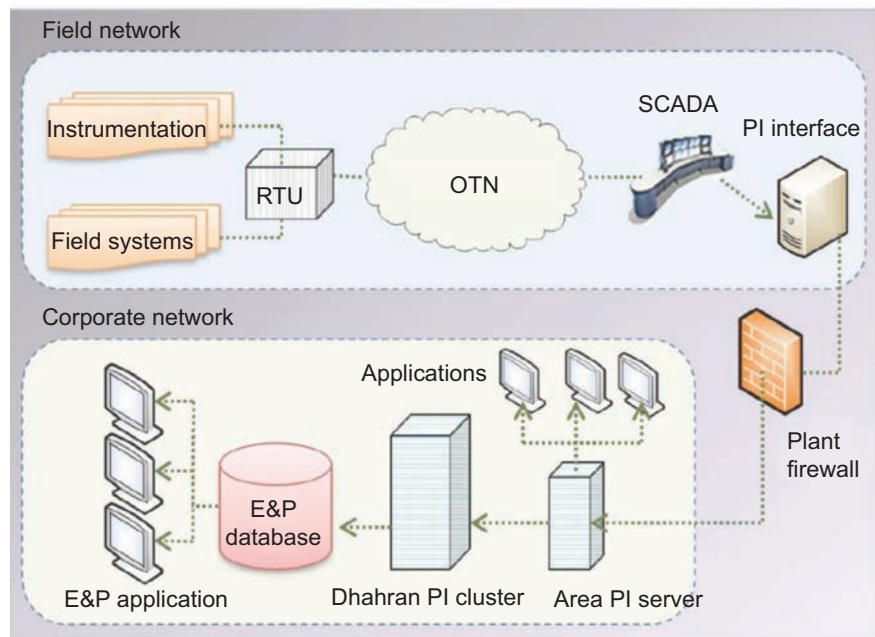 Field network
Instrumentation
Field systems
RTU
OTN
SCADA
PI interface
Corporate network
Applications
Plant
firewall
E&P
database
E&P application
Dhahran PI cluster
Area PI server